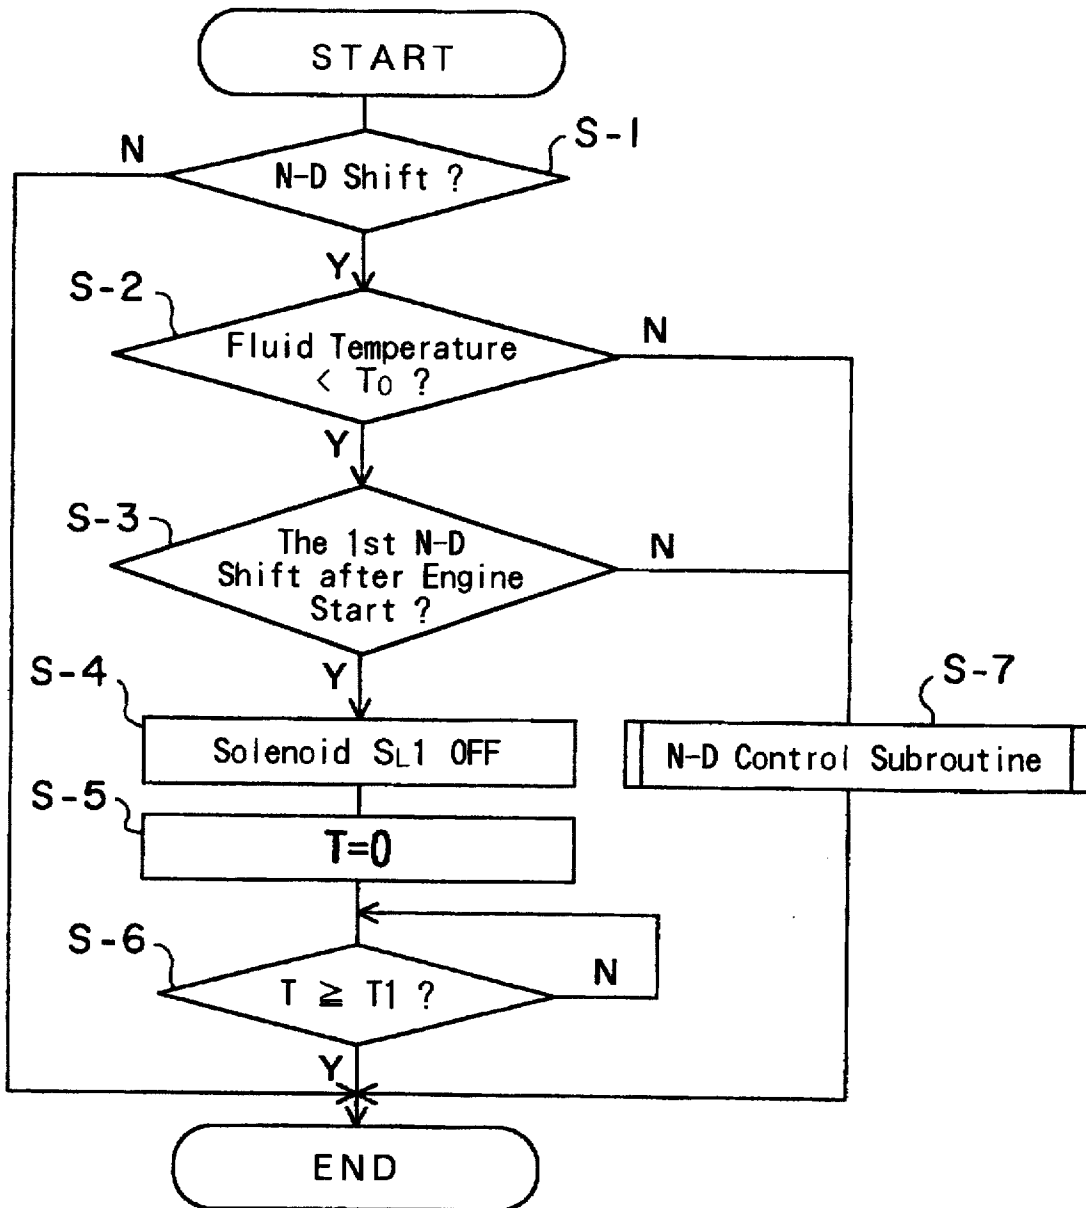 START
N
N-D Shift ?
S-1
Y
S-2
Fluid Temperature
< T0 ?
N
Y
S-3
The 1st N-D
Shift after Engine
Start ?
N
Y
S-4
Solenoid SL1 OFF
S-7
N-D Control Subroutine
S-5
T=0
S-6
T ≧ T1 ?
N
Y
END